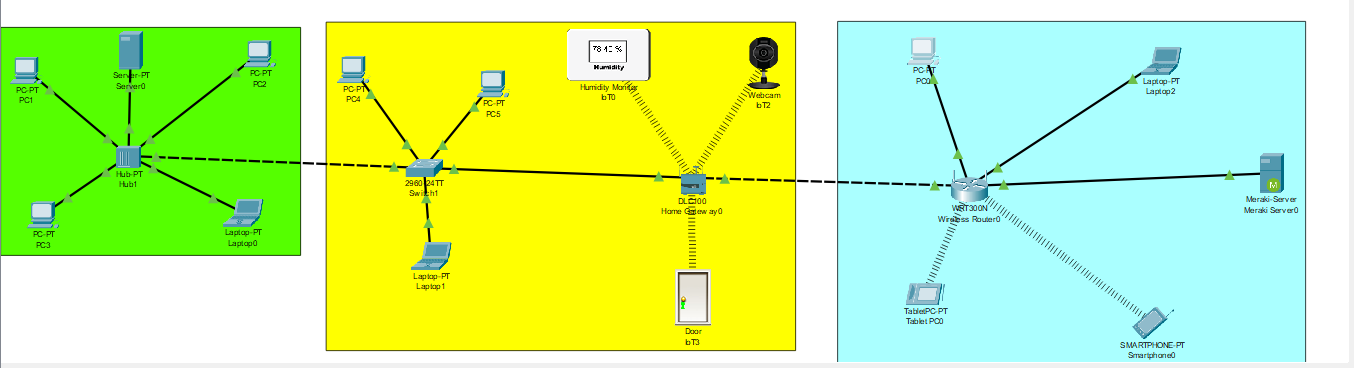 PC-PT
PC1
Server-PT
Server0
PC-PT
PC2
Hub-PT
Hub1
PC-PT
PC3
Laptop-PT
Laptop0
PC-PT
PC4
PC-PT
PC5
Humidity
Humidity Monitor
IoT0
Webcam
IoT2
2960-24TT
Switch1
DLC100
Home Gateway0
Laptop-PT
Laptop1
Door
IoT3
PC-PT
PC0
Laptop-PT
Laptop2
WRT300N
Wireless Router0
M
Meraki-Server
Meraki Server0
TabletPC-PT
Tablet PC0
SMARTPHONE-PT
Smartphone0